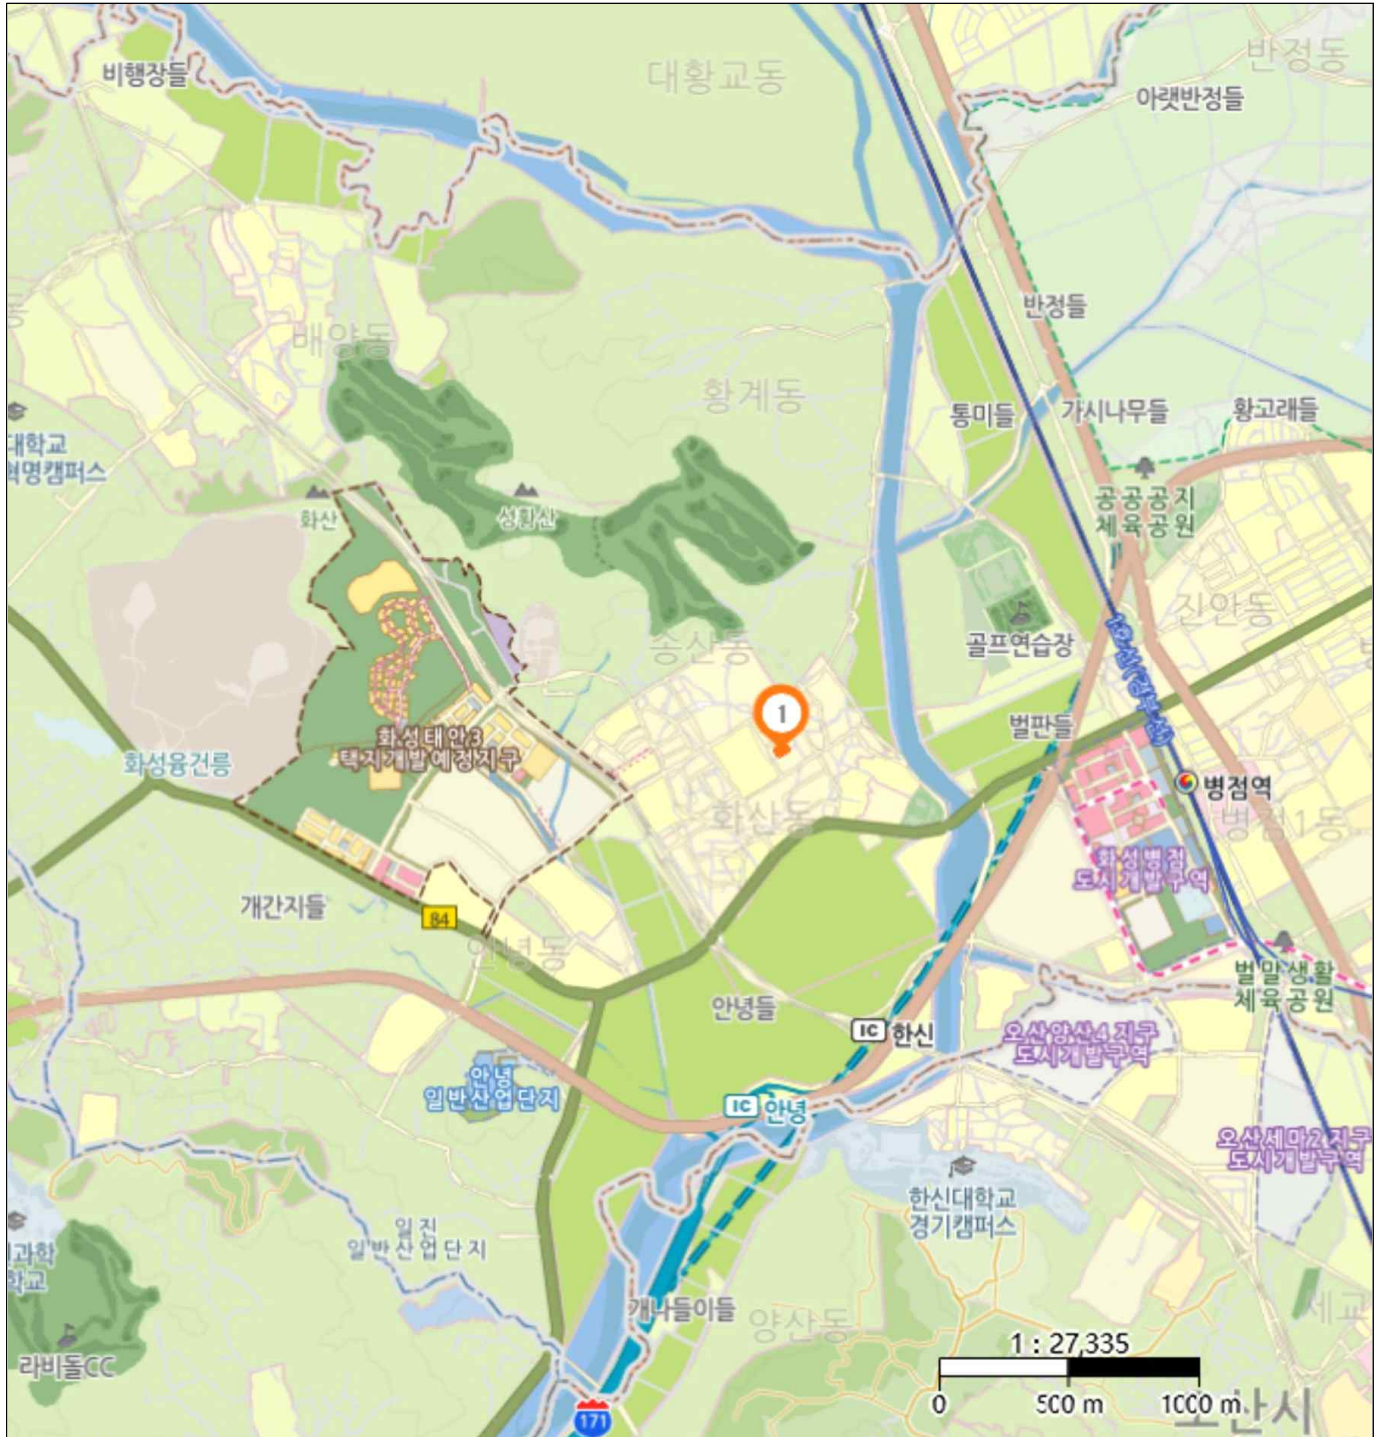 비행장들
대황교동
반정동
아랫반정들
반정들
배양동
황계동
통미들
가시나무들
황고래들
대학교
혁명캠퍼스
화산
성황산
공공공지
체육공원
진안동
골프연습장
송산동
1
벌판들
화성태안3
택지개발예정지구
화성융건릉
병점역
화산동
병점1동
화성병점
도시개발구역
개간지들
84
안녕동
벌말생활
체육공원
안녕들
IC 한신
오산양산4지구
도시개발구역
안녕
일반산업단지
IC 안녕
오산세마2지구
도시개발구역
한신대학교
경기캠퍼스
일진
일반산업단지
과학
학교
개나들이들
양산동
세교
라비돌CC
1 : 27,335
0 500 m 1000 m
171
오산시